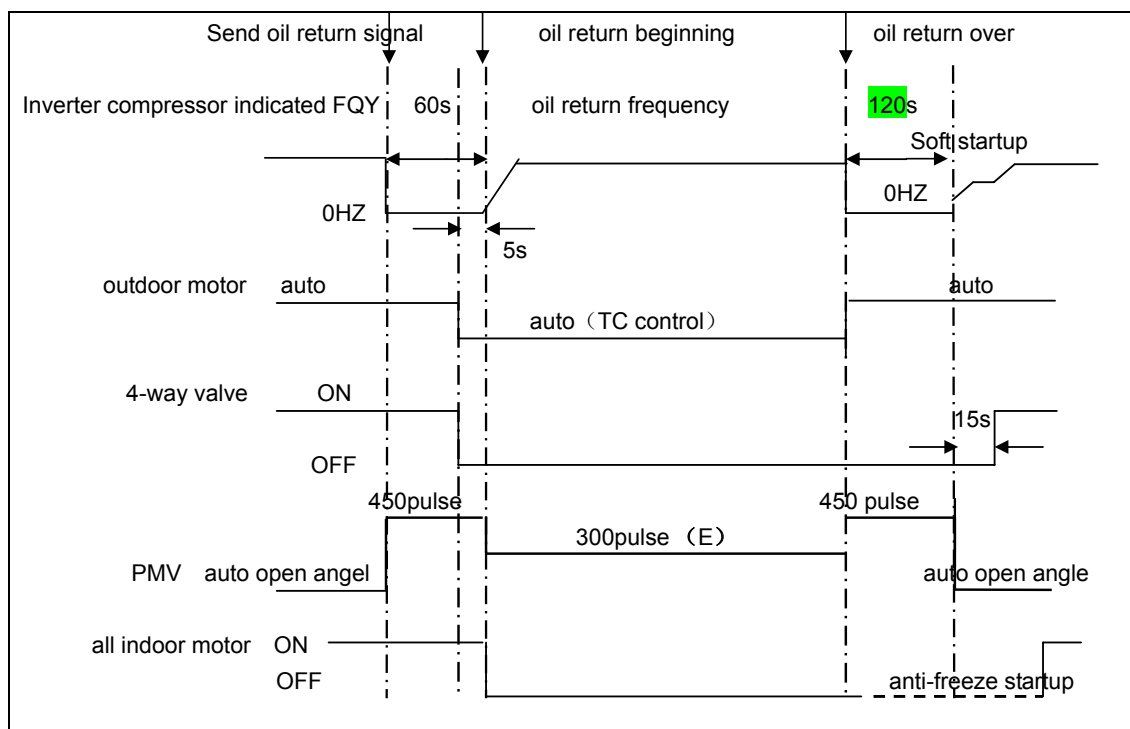 Send oil return signal oil return beginning oil return over
Inverter compressor indicated FQY 60s oil return frequency 120s
Soft startup
0HZ 0HZ
5s
outdoor motor auto auto
auto（TC control）
4-way valve ON
15s
OFF
450pulse 450 pulse
300pulse （E）
PMV auto open angel auto open angle
all indoor motor ON
OFF anti-freeze startup